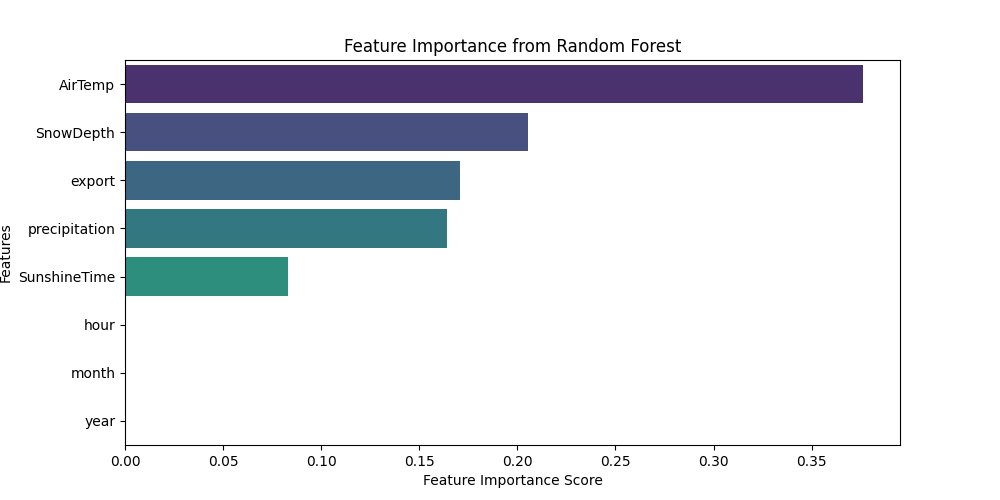 Feature Importance from Random Forest
Features
AirTemp
SnowDepth
export
precipitation
SunshineTime
hour
month
year
0.00 0.05 0.10 0.15 0.20 0.25 0.30 0.35
Feature Importance Score